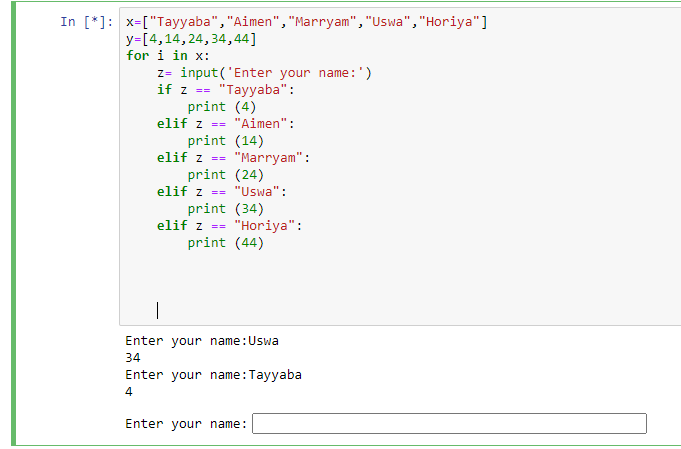 In [*]: x=["Tayyaba","Aimen","Marryam","Uswa","Horiya"]
y=[4,14,24,34,44]
for i in x:
    z= input('Enter your name:')
    if z == "Tayyaba":
        print (4)
    elif z == "Aimen":
        print (14)
    elif z == "Marryam":
        print (24)
    elif z == "Uswa":
        print (34)
    elif z == "Horiya":
        print (44)
Enter your name:Uswa
34
Enter your name:Tayyaba
4
Enter your name: